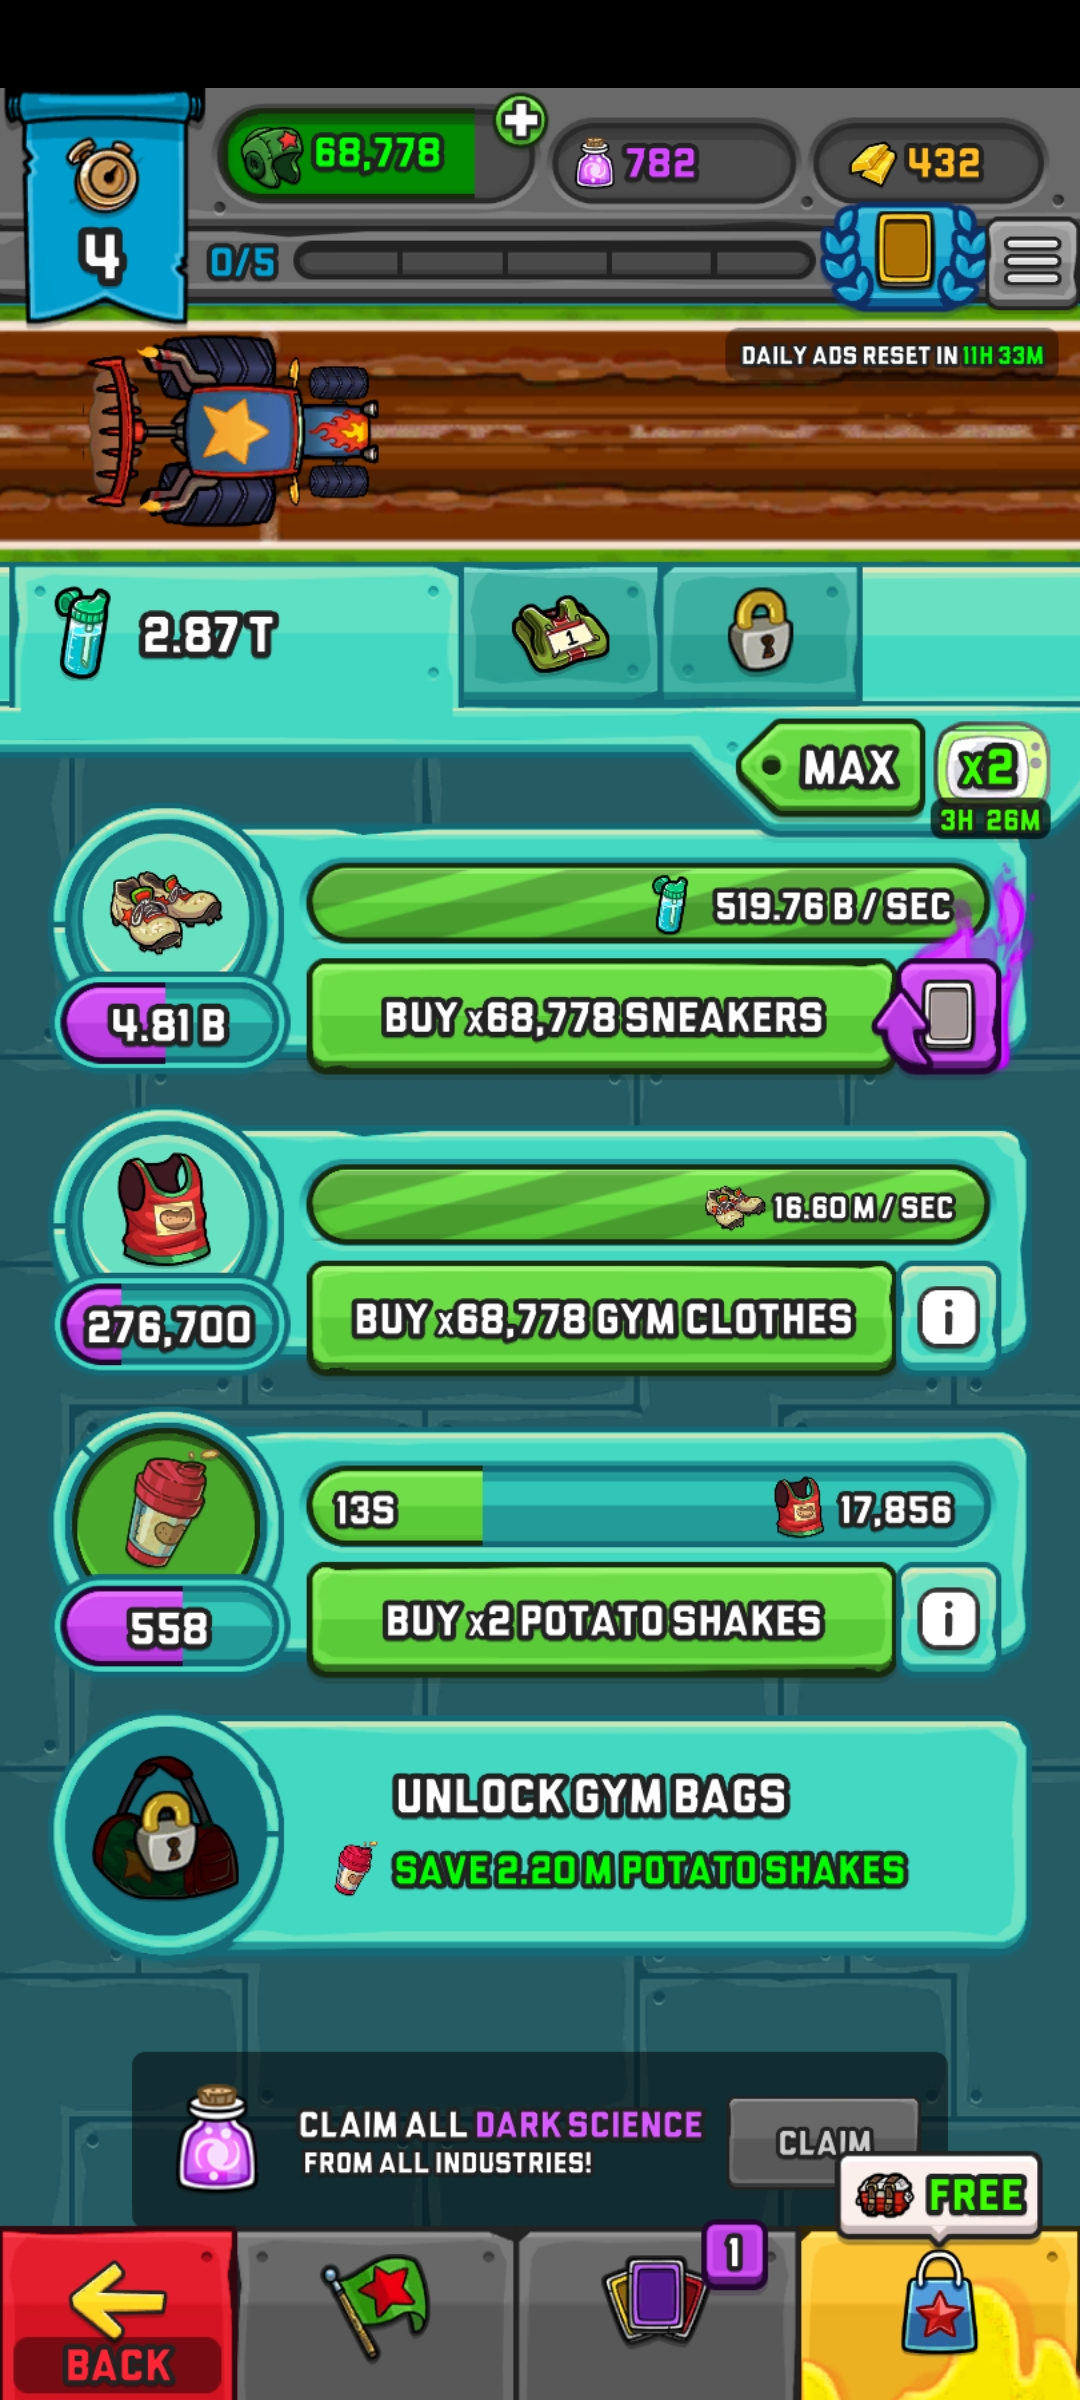 68,778
782
432
4
0/5
DAILY ADS RESET IN 11H 33M
2.87 T
1
MAX
x2
3H 26M
519.76 B / SEC
4.81 B
BUY x68,778 SNEAKERS
16.60 M / SEC
276,700
BUY x68,778 GYM CLOTHES
i
13S
17,856
558
BUY x2 POTATO SHAKES
i
UNLOCK GYM BAGS
SAVE 2.20 M POTATO SHAKES
CLAIM ALL DARK SCIENCE
FROM ALL INDUSTRIES!
CLAIM
FREE
1
BACK